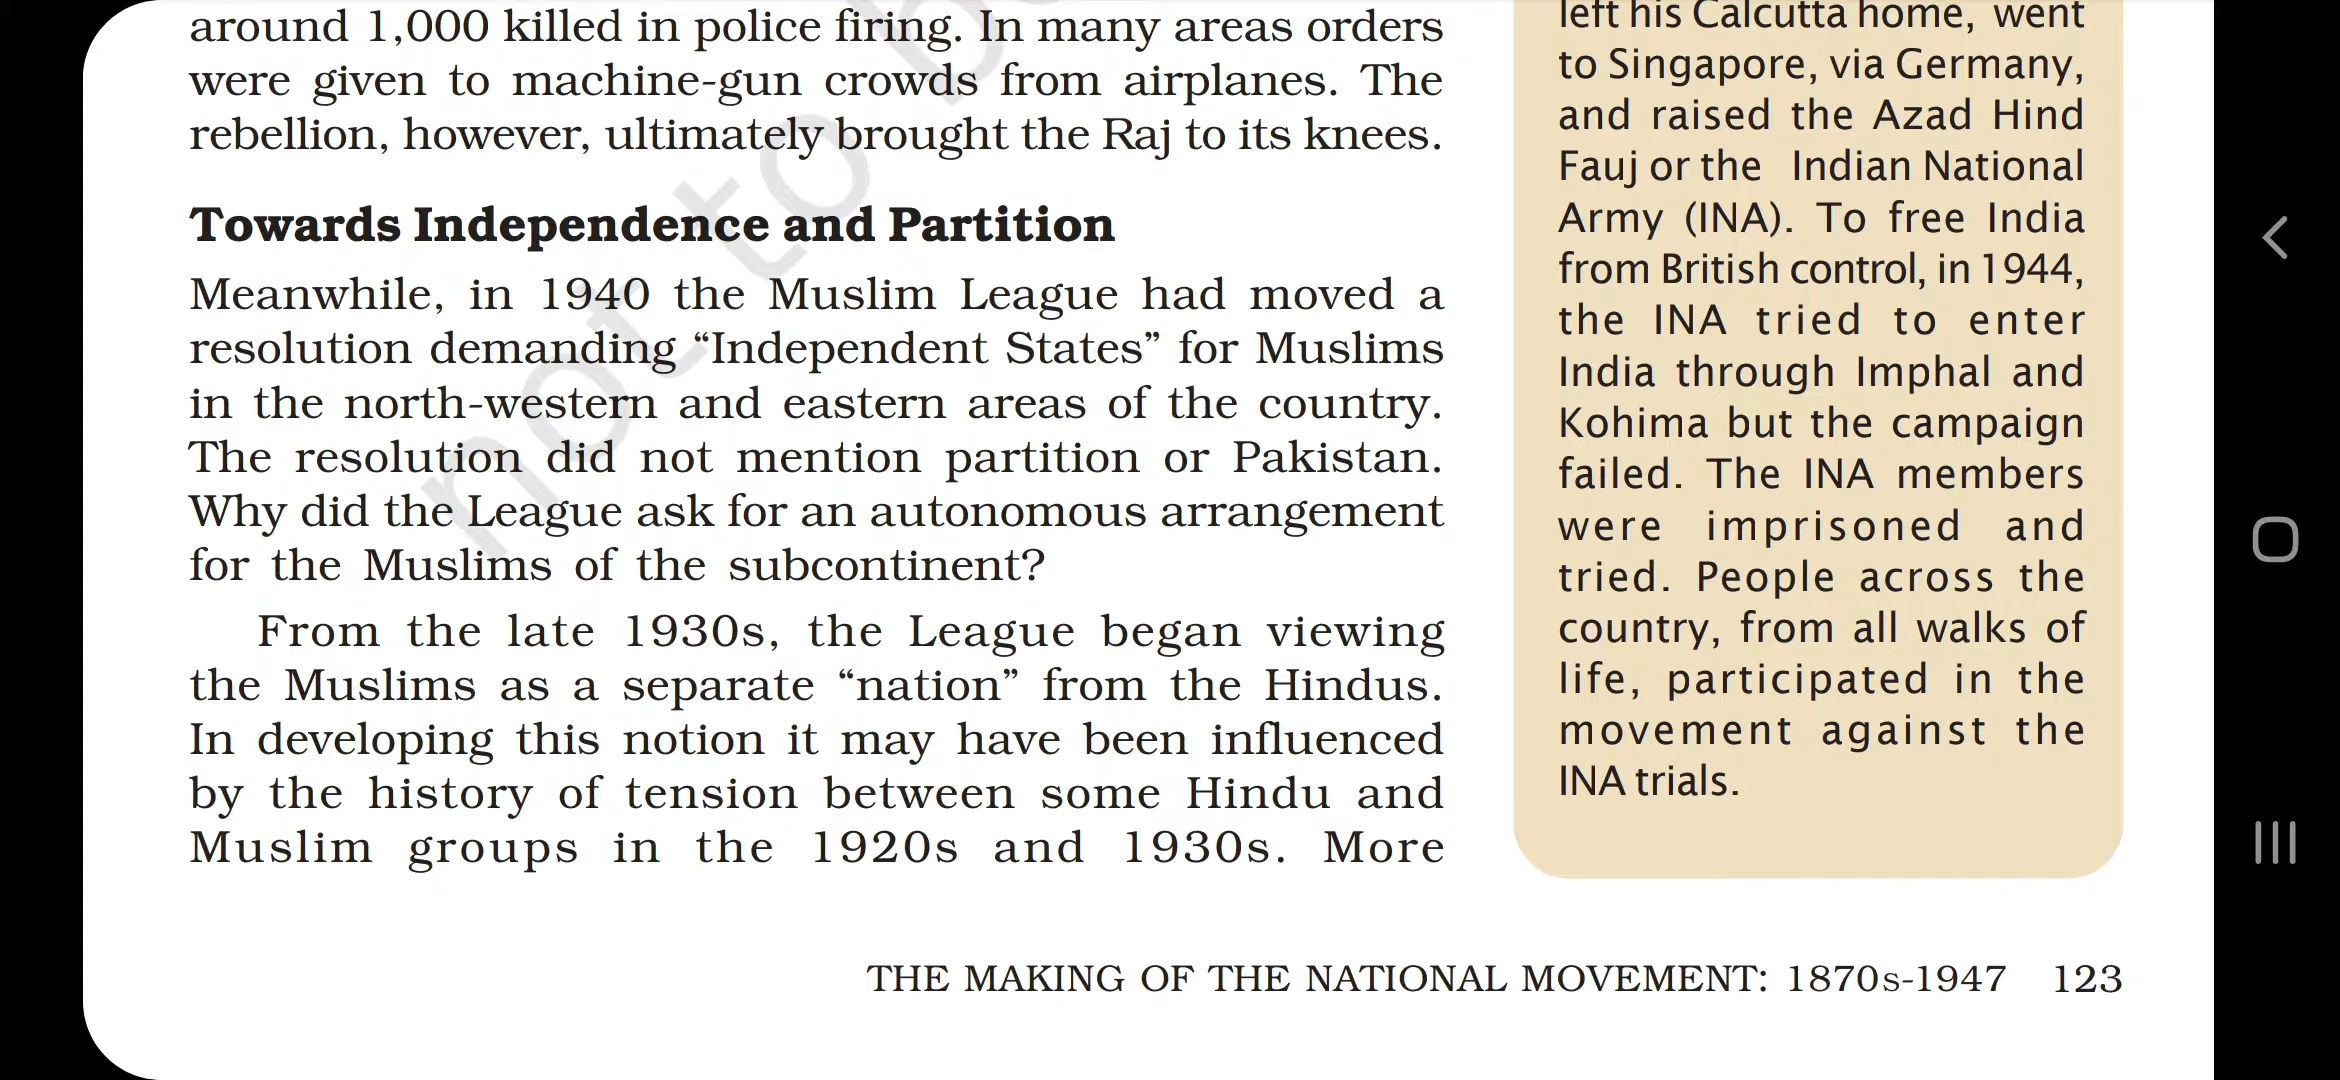 around 1,000 killed in police firing. In many areas orders
were given to machine-gun crowds from airplanes. The
rebellion, however, ultimately brought the Raj to its knees.
Towards Independence and Partition
Meanwhile, in 1940 the Muslim League had moved a
resolution demanding “Independent States” for Muslims
in the north-western and eastern areas of the country.
The resolution did not mention partition or Pakistan.
Why did the League ask for an autonomous arrangement
for the Muslims of the subcontinent?
From the late 1930s, the League began viewing
the Muslims as a separate “nation” from the Hindus.
In developing this notion it may have been influenced
by the history of tension between some Hindu and
Muslim groups in the 1920s and 1930s. More
left his Calcutta home, went
to Singapore, via Germany,
and raised the Azad Hind
Fauj or the Indian National
Army (INA). To free India
from British control, in 1944,
the INA tried to enter
India through Imphal and
Kohima but the campaign
failed. The INA members
were imprisoned and
tried. People across the
country, from all walks of
life, participated in the
movement against the
INA trials.
THE MAKING OF THE NATIONAL MOVEMENT: 1870s-1947 123
not to b